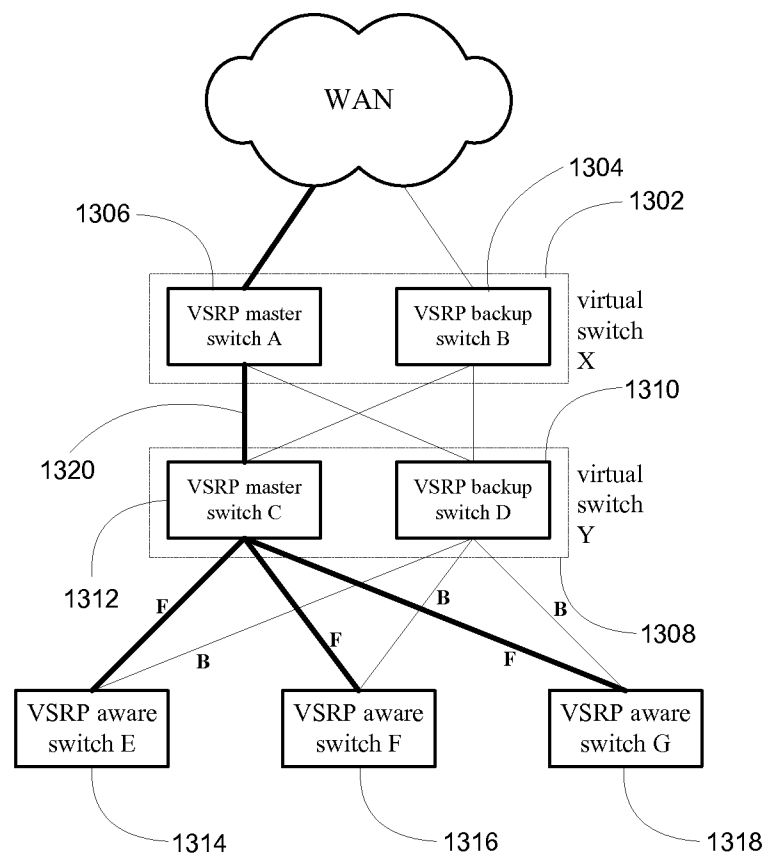 WAN
1304
1306
1302
VSRP master
switch A
VSRP backup
switch B
virtual
switch
X
1310
1320
VSRP master
switch C
VSRP backup
switch D
virtual
switch
Y
1312
1308
F
B
F
B
F
B
VSRP aware
switch E
VSRP aware
switch F
VSRP aware
switch G
1314
1316
1318